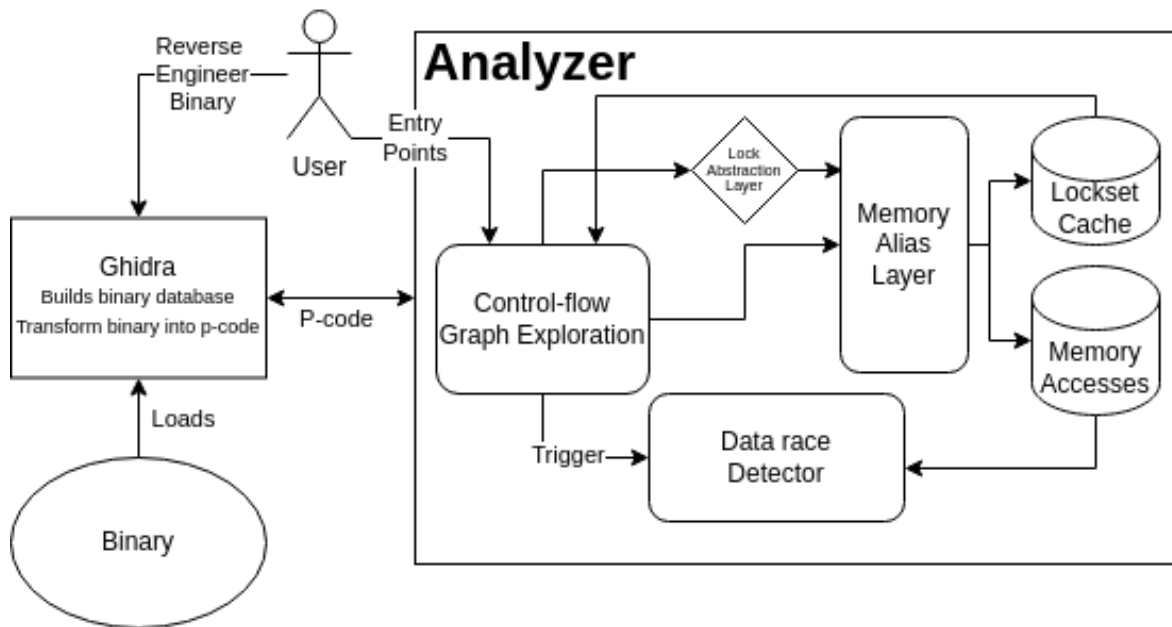 Reverse
Engineer
Binary
User
Entry
Points
Analyzer
Lock
Abstraction
Layer
Memory
Alias
Layer
Lockset
Cache
Ghidra
Builds binary database
Transform binary into p-code
P-code
Control-flow
Graph Exploration
Memory
Accesses
Loads
Trigger
Data race
Detector
Binary